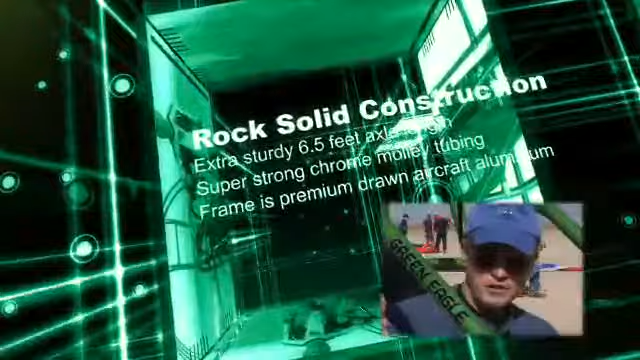 Rock Solid Construction
Extra sturdy 6.5 feet axle length
Super strong chrome molley tubing
Frame is premium drawn aircraft aluminum
GREEN EAGLE